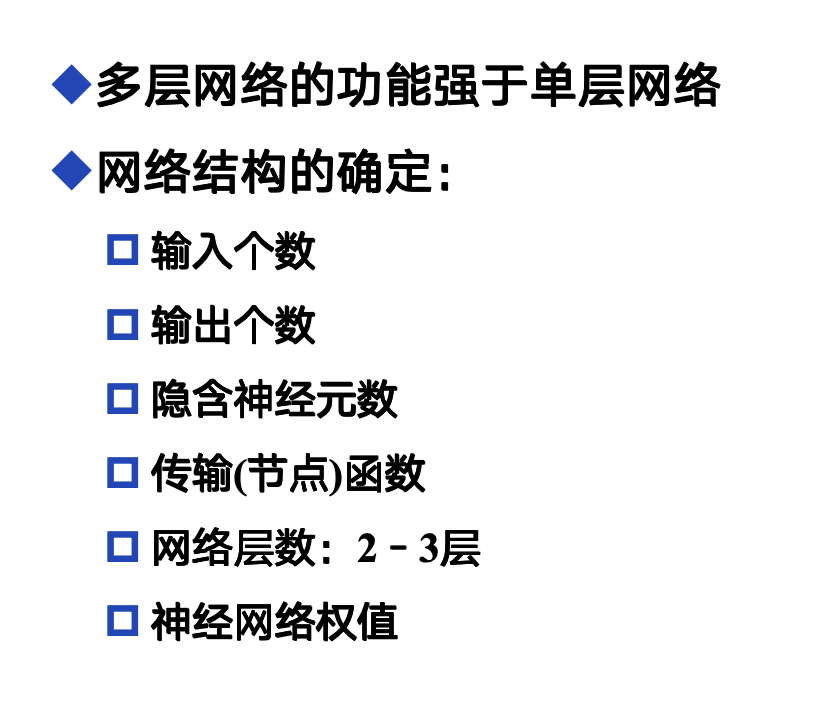 ◆多层网络的功能强于单层网络
◆网络结构的确定：
输入个数
输出个数
隐含神经元数
传输(节点)函数
网络层数：2－3层
神经网络权值